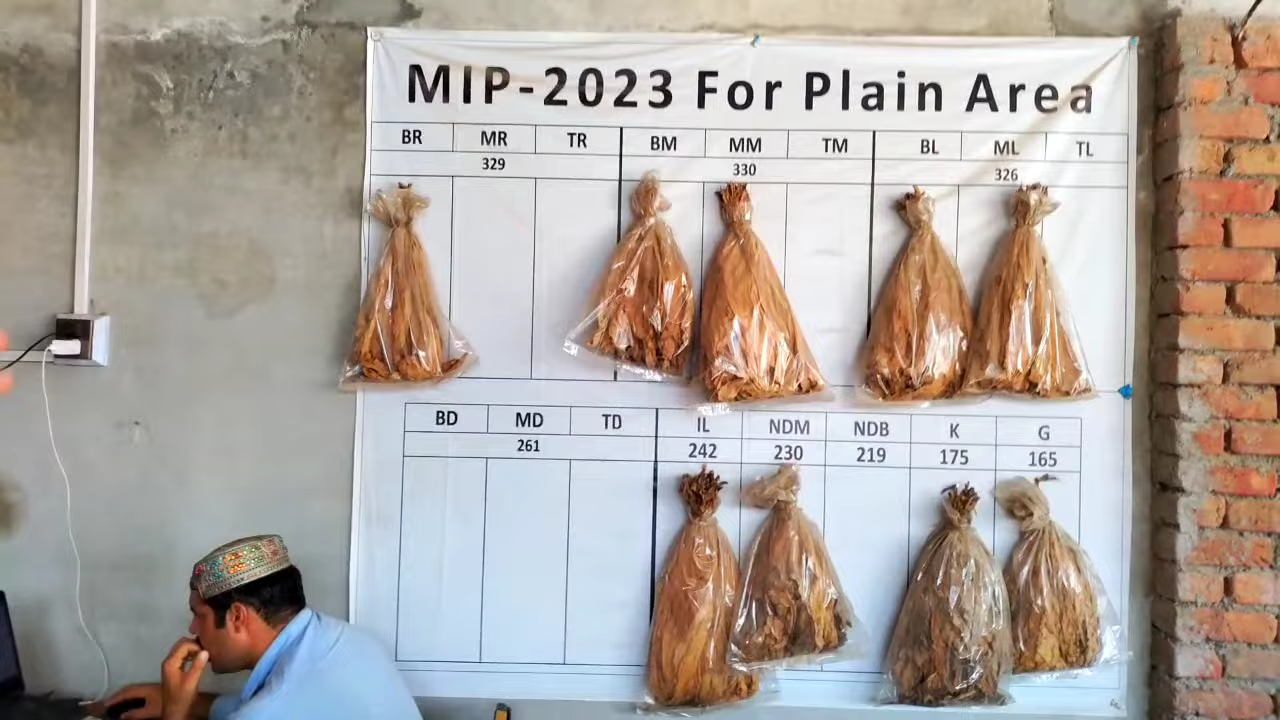 MIP-2023 For Plain Area
BR MR TR BM MM TM BL ML TL
329 330 326
BD MD TD IL NDM NDB K G
261 242 230 219 175 165